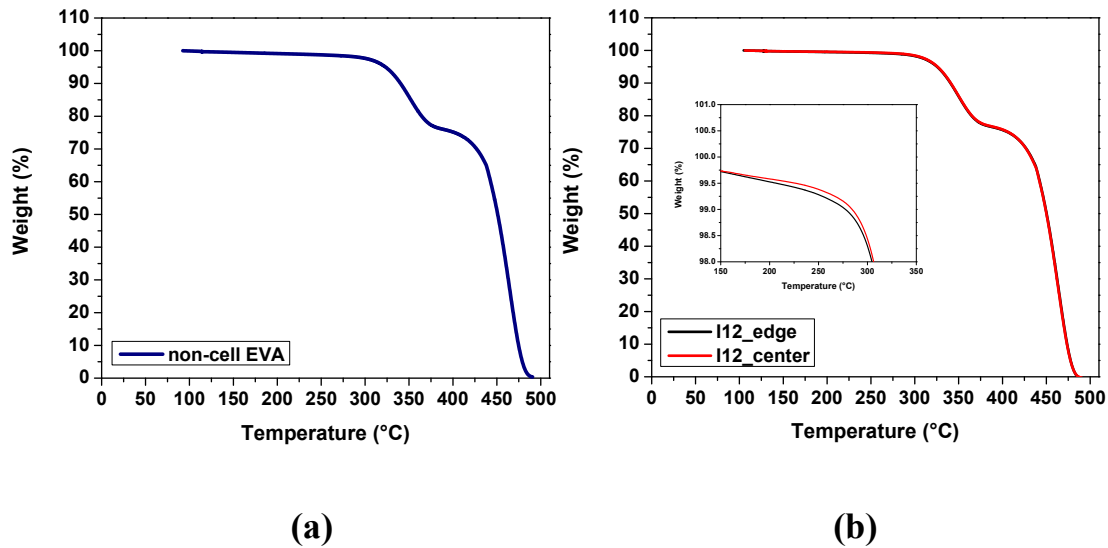 110
100
90
80
70
60
50
40
30
20
10
0
Weight (%)
non-cell EVA
0 50 100 150 200 250 300 350 400 450 500
Temperature (°C)
(a)
110
100
90
80
70
60
50
40
30
20
10
0
Weight (%)
101.0
100.5
100.0
99.5
99.0
98.5
98.0
Weight (%)
150 200 250 300 350
Temperature (°C)
I12_edge
I12_center
0 50 100 150 200 250 300 350 400 450 500
Temperature (°C)
(b)